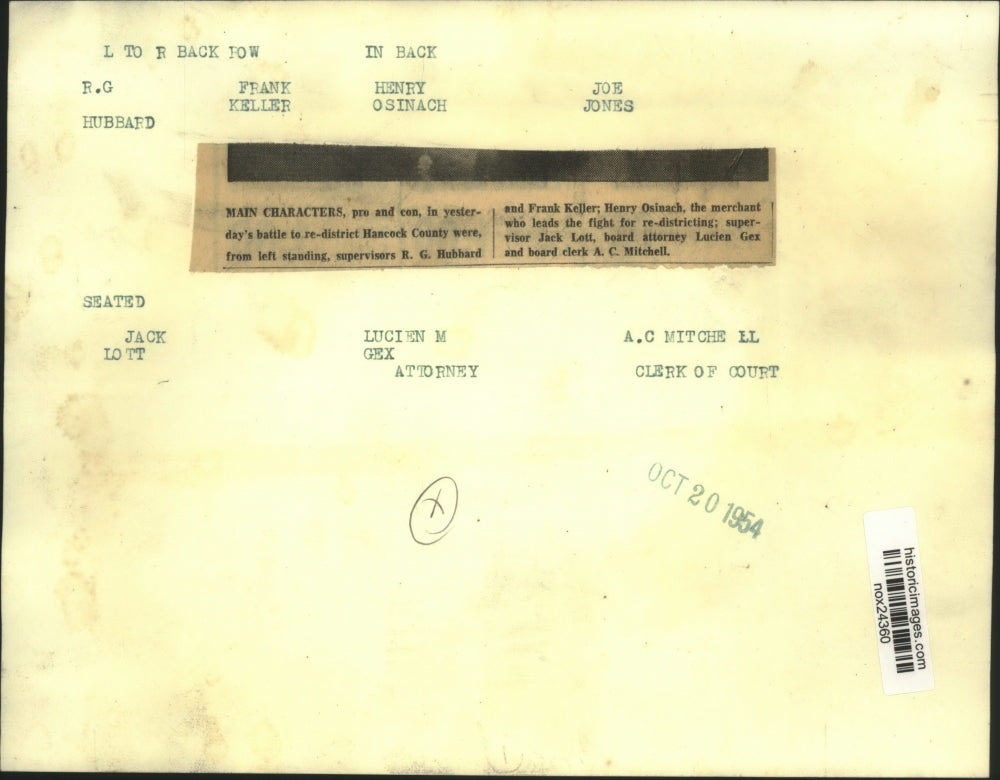 L TO R BACK ROW IN BACK
R.G FRANK HENRY JOE
KELLER OSINACH JONES
HUBBARD
MAIN CHARACTERS, pro and con, in yester-
day's battle to re-district Hancock County were,
from left standing, supervisors R. G. Hubbard
and Frank Keller; Henry Osinach, the merchant
who leads the fight for re-districting; super-
visor Jack Lott, board attorney Lucien Gex
and board clerk A. C. Mitchell.
SEATED
JACK LUCIEN M A.C MITCHE LL
LOTT GEX
ATTORNEY CLERK OF COURT
X
OCT 20 1954
historicimages.com
nox24360